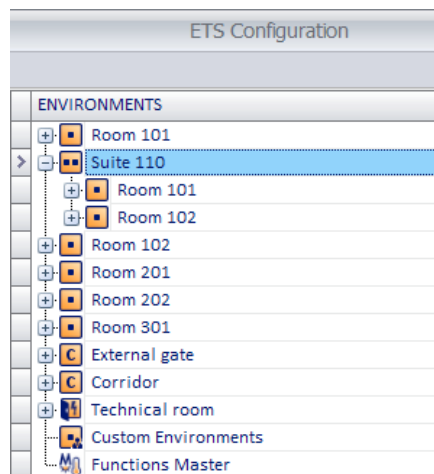 ETS Configuration
ENVIRONMENTS
Room 101
Suite 110
Room 101
Room 102
Room 102
Room 201
Room 202
Room 301
C External gate
C Corridor
Technical room
Custom Environments
Functions Master